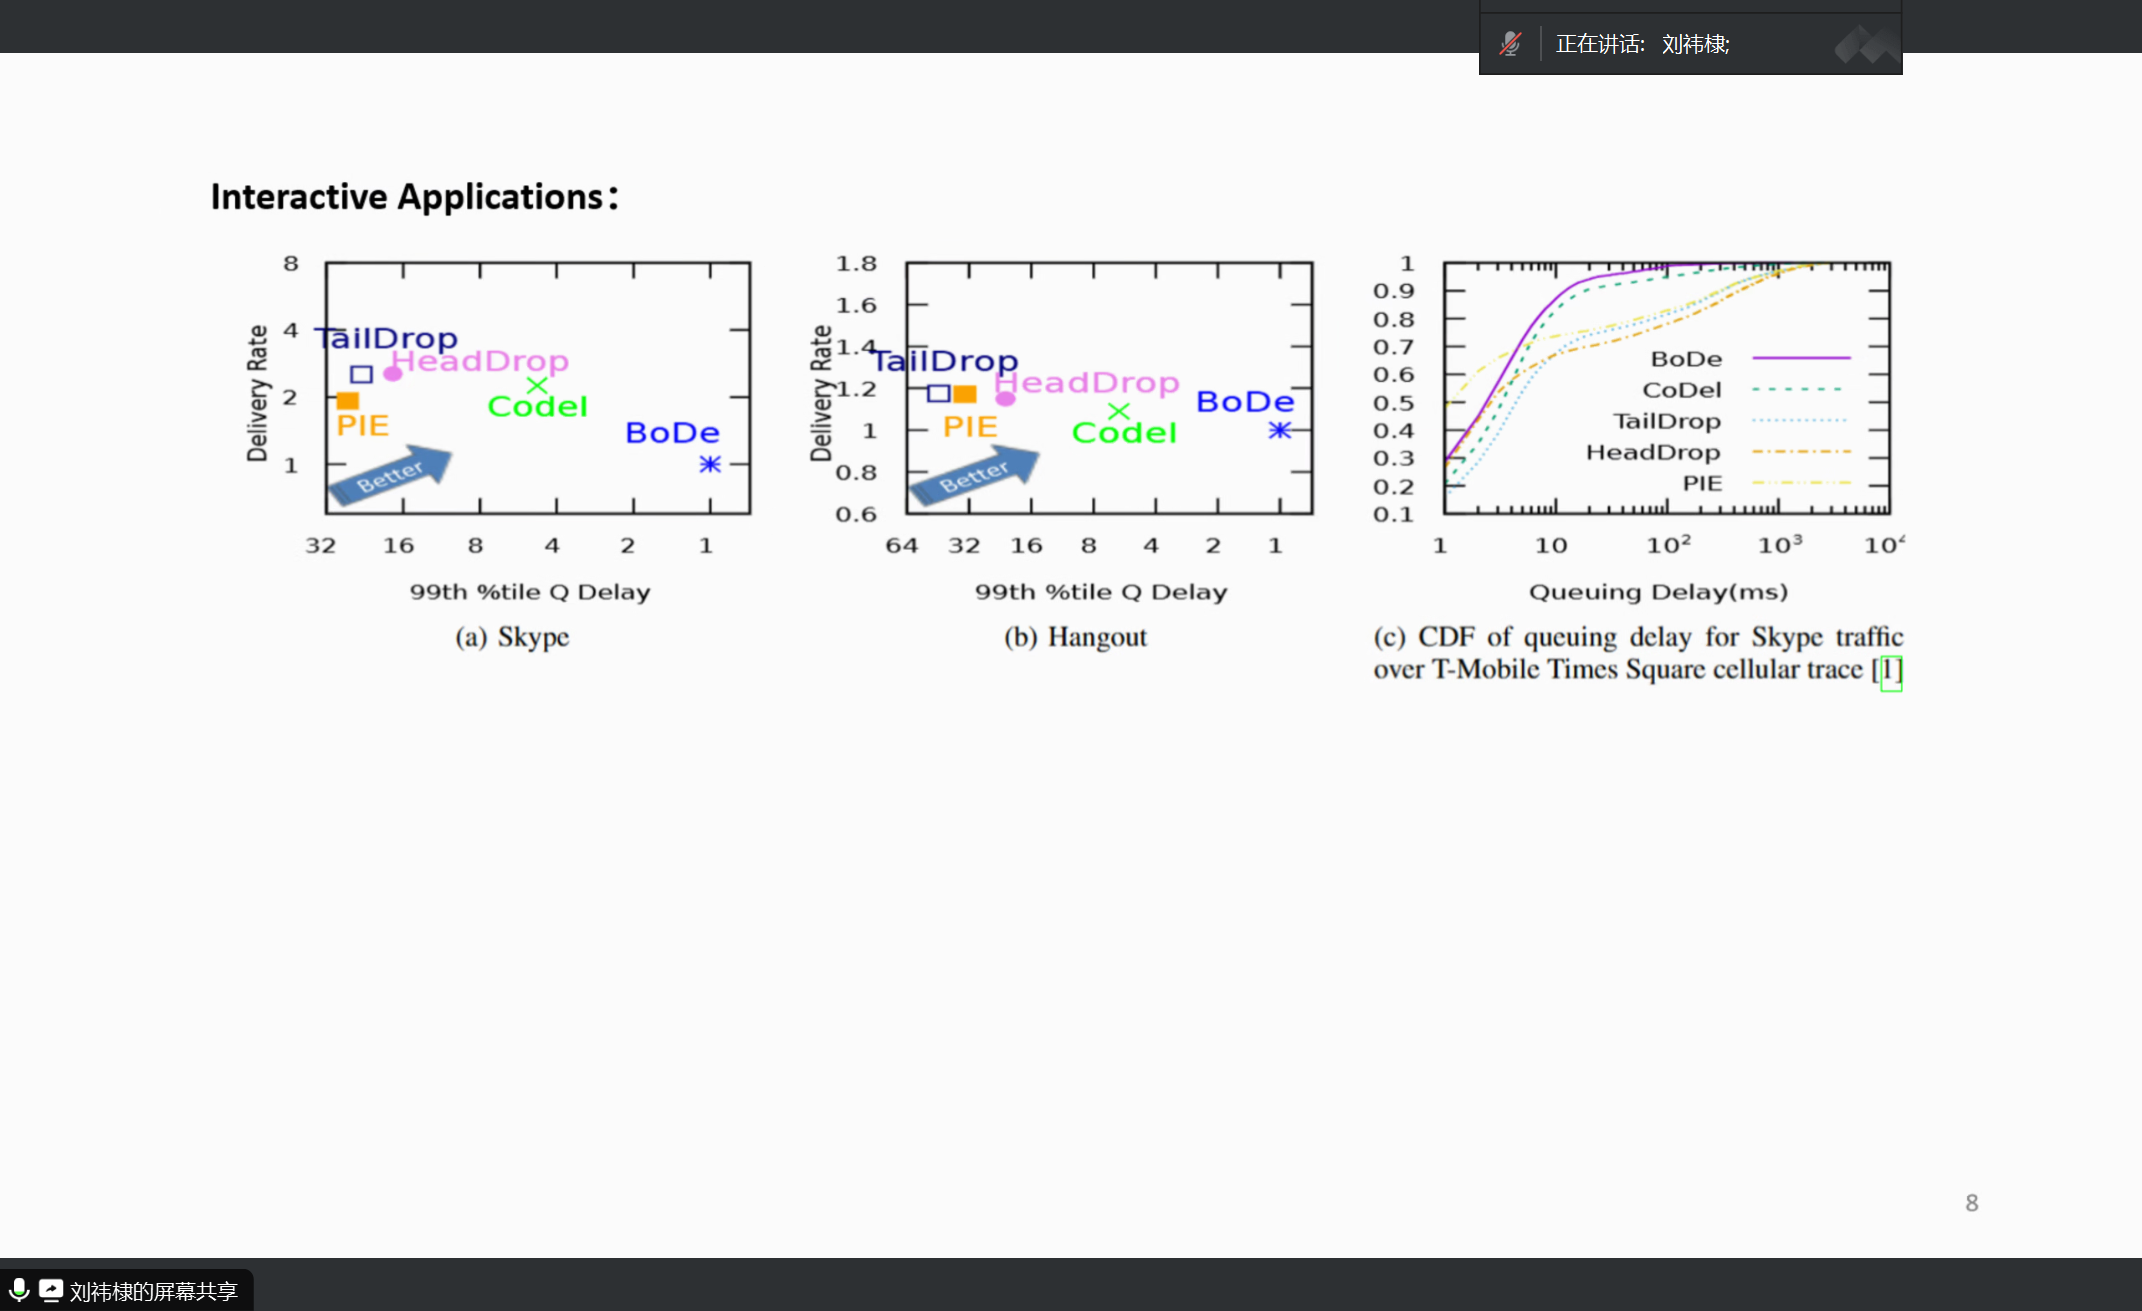 正在讲话: 刘祎棣;
Interactive Applications：
8
4
2
1
Delivery Rate
TailDrop
HeadDrop
Codel
PIE
BoDe
Better
32 16 8 4 2 1
99th %tile Q Delay
(a) Skype
1.8
1.6
1.4
1.2
1
0.8
0.6
Delivery Rate
TailDrop
HeadDrop
BoDe
PIE
Codel
Better
64 32 16 8 4 2 1
99th %tile Q Delay
(b) Hangout
1
0.9
0.8
0.7
0.6
0.5
0.4
0.3
0.2
0.1
BoDe
CoDel
TailDrop
HeadDrop
PIE
1 10 10² 10³ 10⁴
Queuing Delay(ms)
(c) CDF of queuing delay for Skype traffic
over T-Mobile Times Square cellular trace [1]
8
刘祎棣的屏幕共享